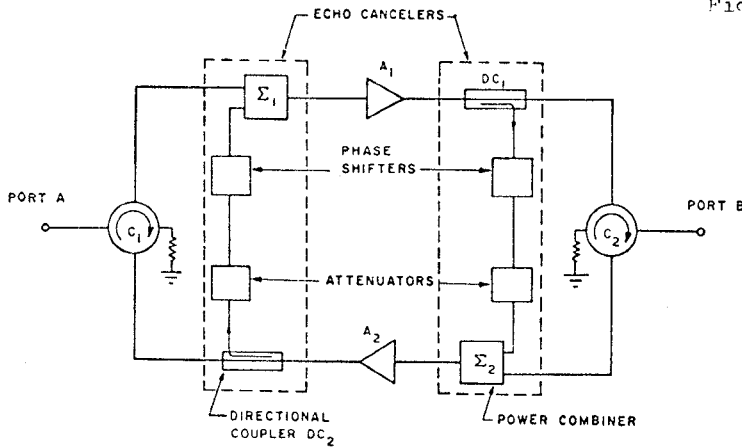 Fig
ECHO CANCELERS
A1
DC1
Σ1
PHASE
SHIFTERS
PORT A
PORT B
C1
C2
ATTENUATORS
A2
Σ2
DIRECTIONAL
COUPLER DC2
POWER COMBINER